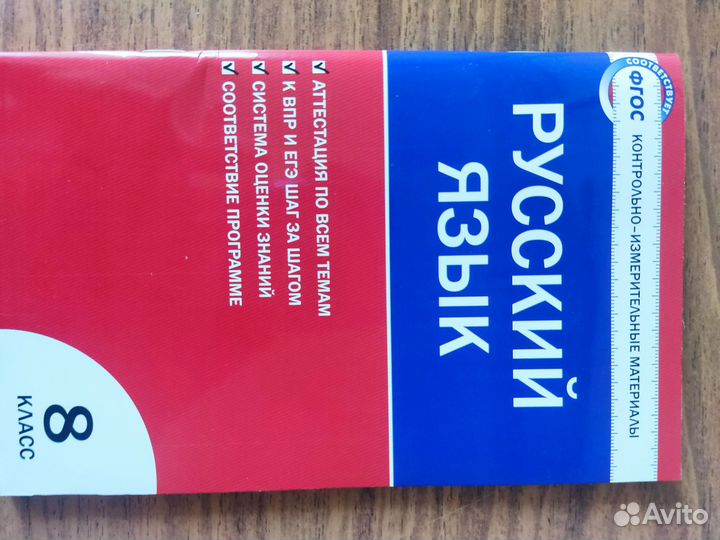 СООТВЕТСТВУЕТ
ФГОС
КОНТРОЛЬНО-ИЗМЕРИТЕЛЬНЫЕ МАТЕРИАЛЫ
РУССКИЙ
ЯЗЫК
АТТЕСТАЦИЯ ПО ВСЕМ ТЕМАМ
К ВПР И ЕГЭ ШАГ ЗА ШАГОМ
СИСТЕМА ОЦЕНКИ ЗНАНИЙ
СООТВЕТСТВИЕ ПРОГРАММЕ
8
КЛАСС
Avito